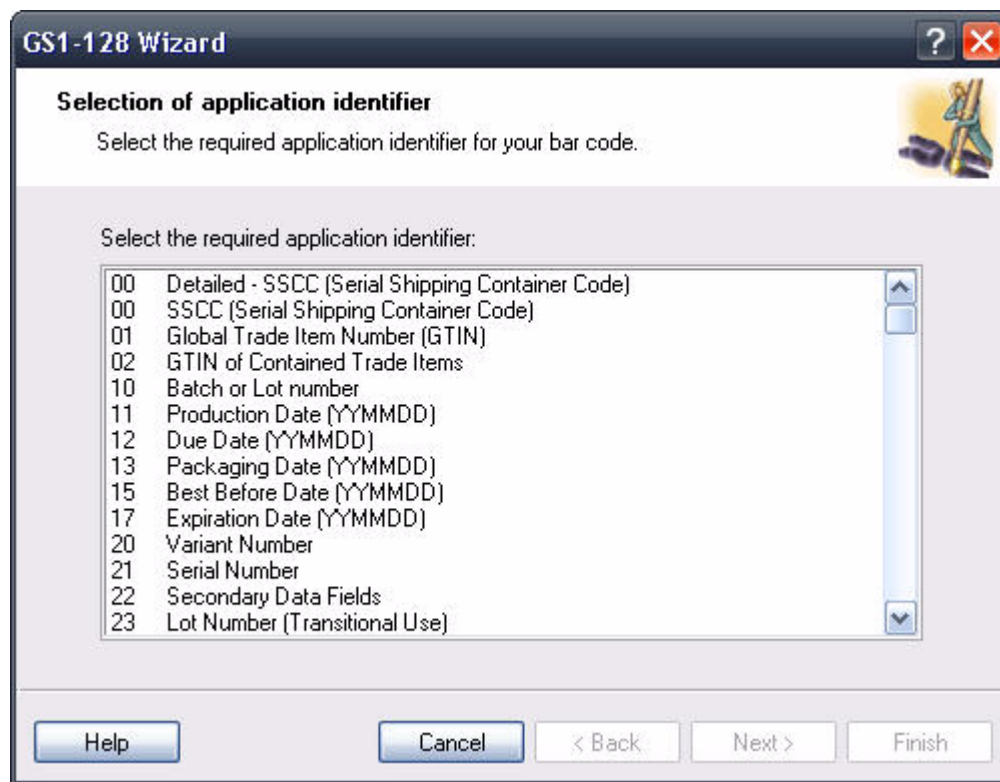 GS1-128 Wizard
Selection of application identifier
Select the required application identifier for your bar code.
Select the required application identifier:
00 Detailed - SSCC (Serial Shipping Container Code)
00 SSCC (Serial Shipping Container Code)
01 Global Trade Item Number (GTIN)
02 GTIN of Contained Trade Items
10 Batch or Lot number
11 Production Date (YYMMDD)
12 Due Date (YYMMDD)
13 Packaging Date (YYMMDD)
15 Best Before Date (YYMMDD)
17 Expiration Date (YYMMDD)
20 Variant Number
21 Serial Number
22 Secondary Data Fields
23 Lot Number (Transitional Use)
Help Cancel < Back Next > Finish